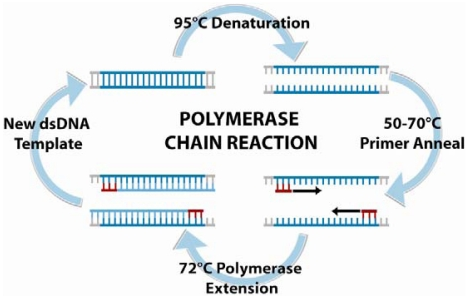 95°C Denaturation
POLYMERASE
CHAIN REACTION
50-70°C
Primer Anneal
New dsDNA
Template
72°C Polymerase
Extension